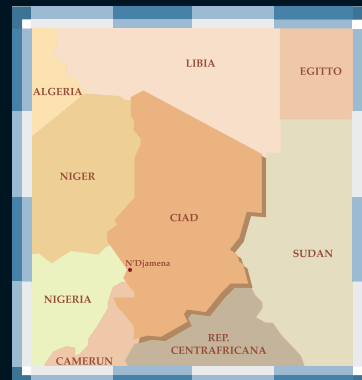 LIBIA
EGITTO
ALGERIA
NIGER
CIAD
N'Djamena
SUDAN
NIGERIA
REP.
CENTRAFRICANA
CAMERUN